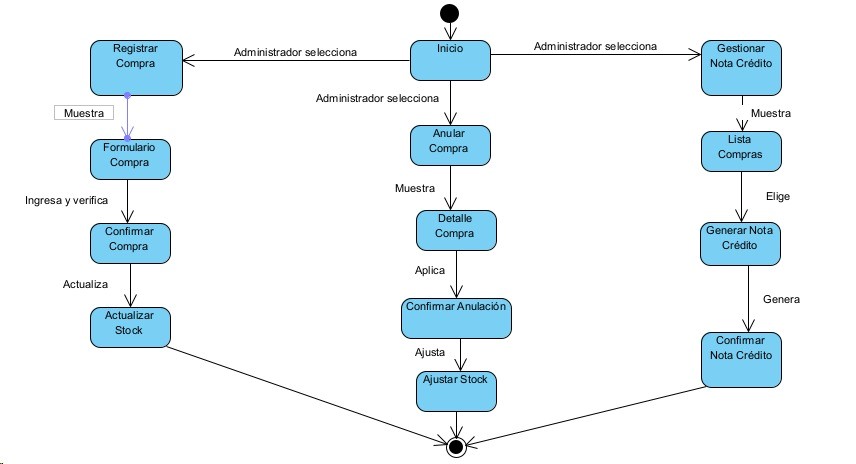 Inicio
Administrador selecciona
Administrador selecciona
Administrador selecciona
Registrar
Compra
Muestra
Formulario
Compra
Ingresa y verifica
Confirmar
Compra
Actualiza
Actualizar
Stock
Anular
Compra
Muestra
Detalle
Compra
Aplica
Confirmar Anulación
Ajusta
Ajustar Stock
Gestionar
Nota Crédito
Muestra
Lista
Compras
Elige
Generar Nota
Crédito
Genera
Confirmar
Nota Crédito